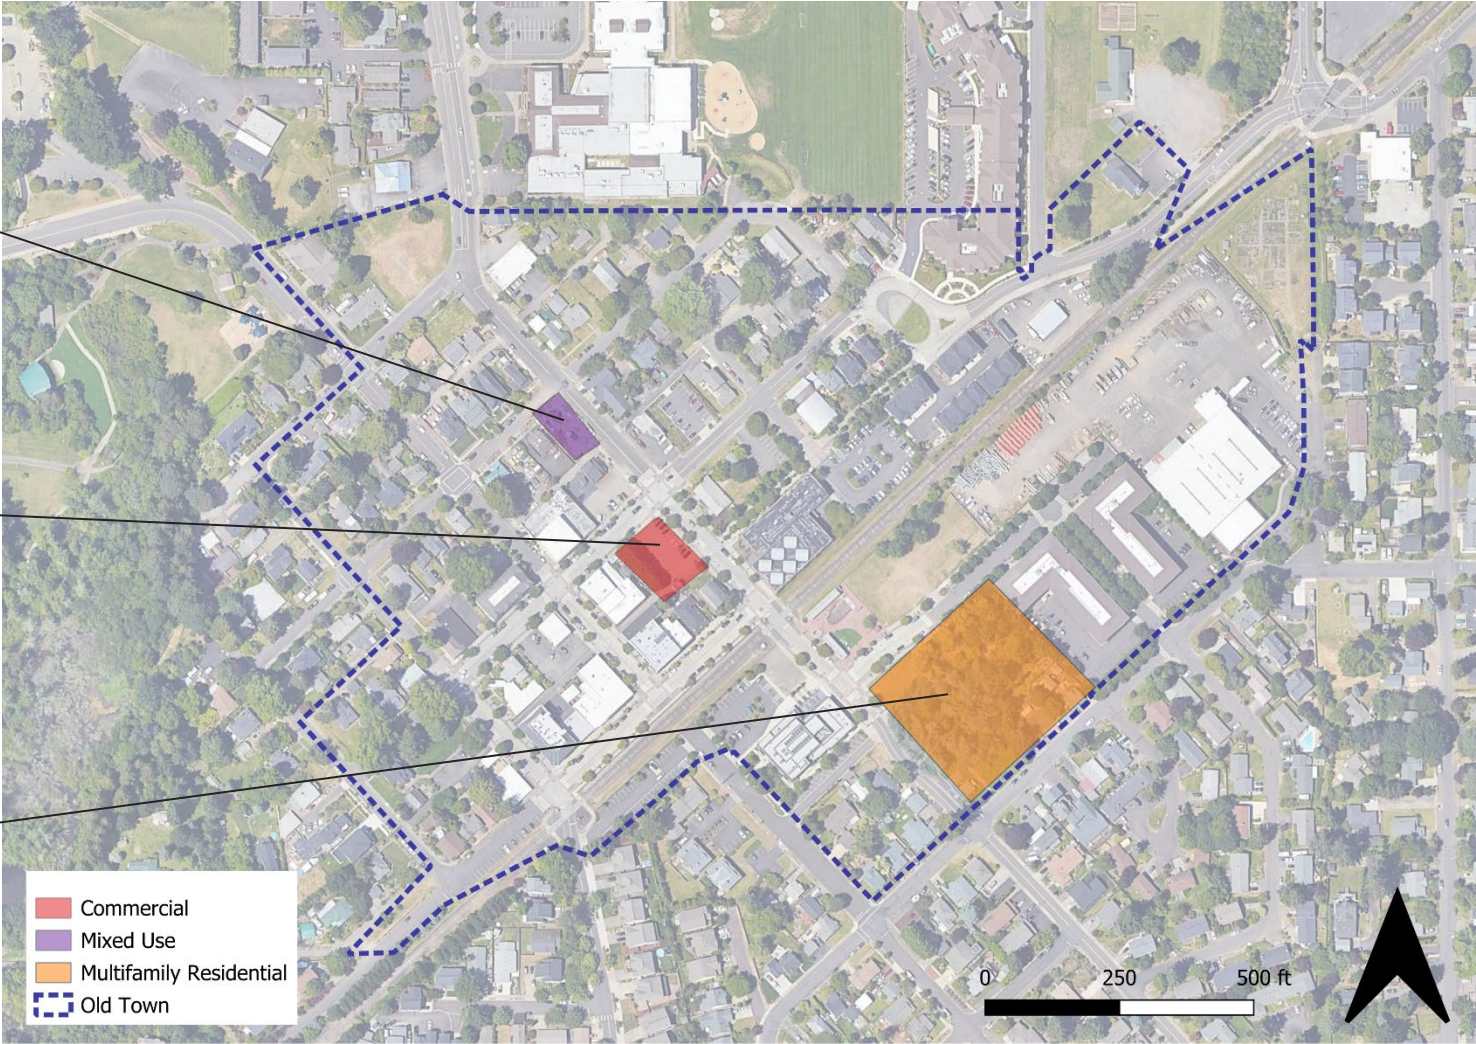 Commercial
Mixed Use
Multifamily Residential
Old Town
0 250 500 ft